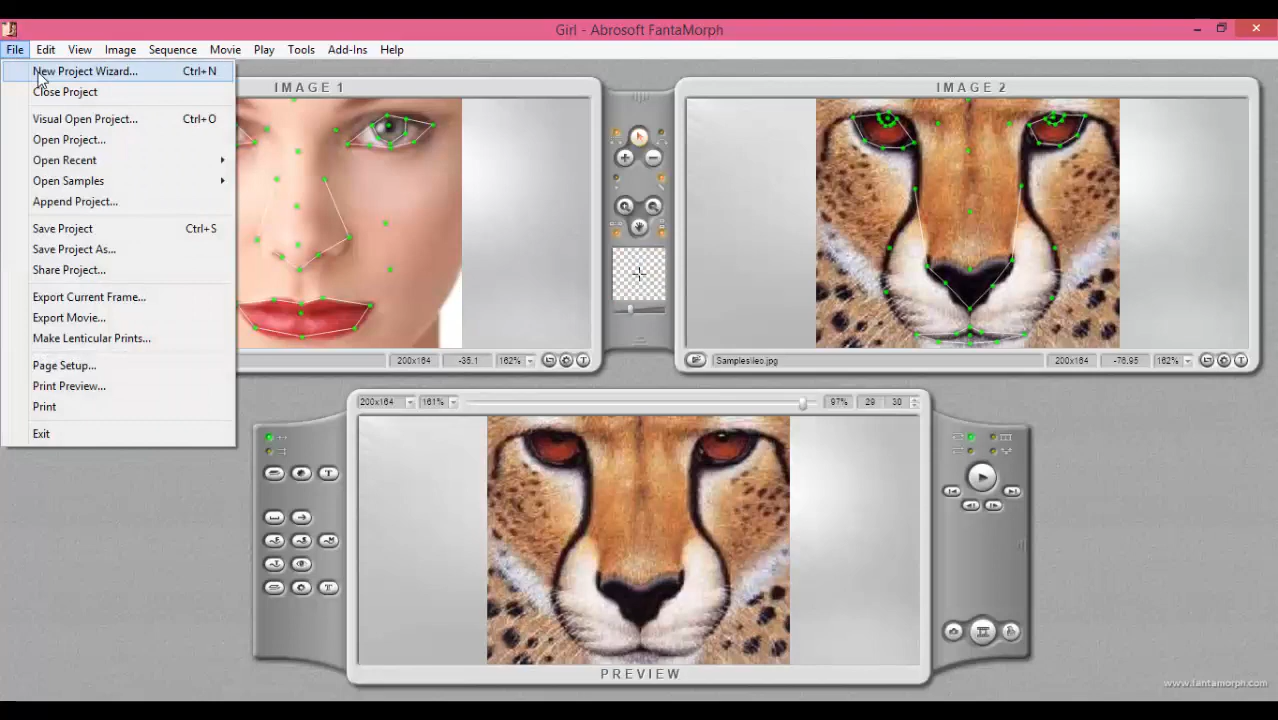 Girl - Abrosoft FantaMorph
File Edit View Image Sequence Movie Play Tools Add-Ins Help
New Project Wizard... Ctrl+N
Close Project
Visual Open Project... Ctrl+O
Open Project...
Open Recent
Open Samples
Append Project...
Save Project Ctrl+S
Save Project As...
Share Project...
Export Current Frame...
Export Movie...
Make Lenticular Prints...
Page Setup...
Print Preview...
Print
Exit
IMAGE 1
200x164 -35.1 162% T
IMAGE 2
Samples\leo.jpg 200x164 -76.95 162% T
200x164 161% 97% 29 30
T
T
PREVIEW
www.fantamorph.com